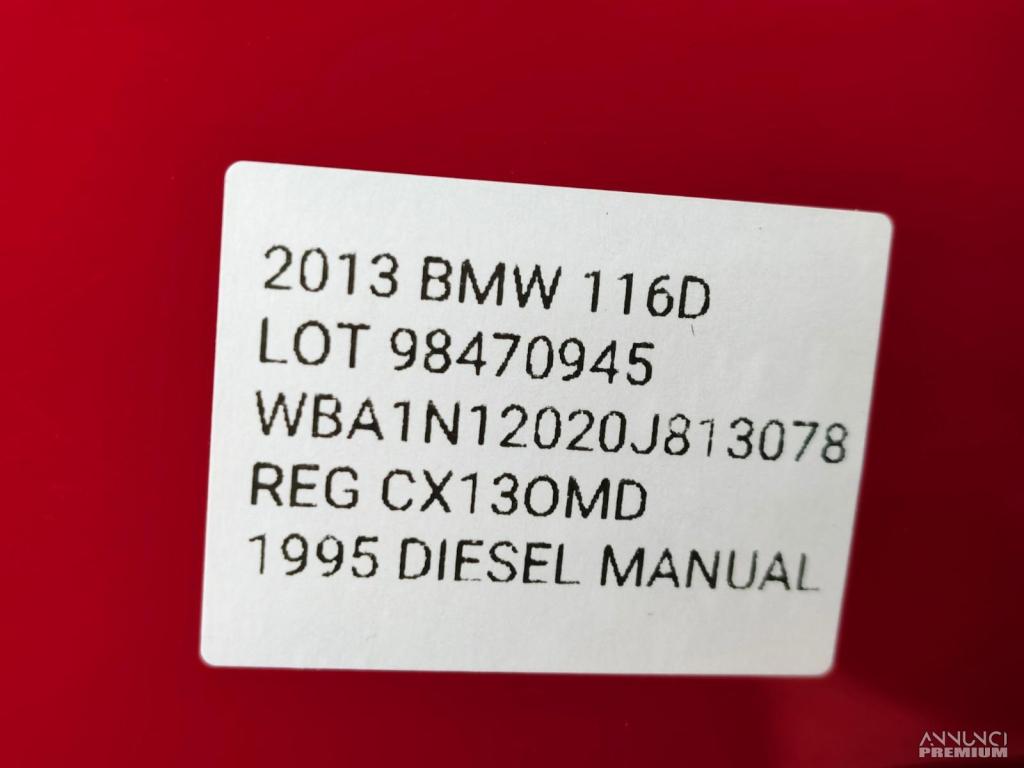 2013 BMW 116D
LOT 98470945
WBA1N12020J813078
REG CX13OMD
1995 DIESEL MANUAL
ANNUNCI
PREMIUM